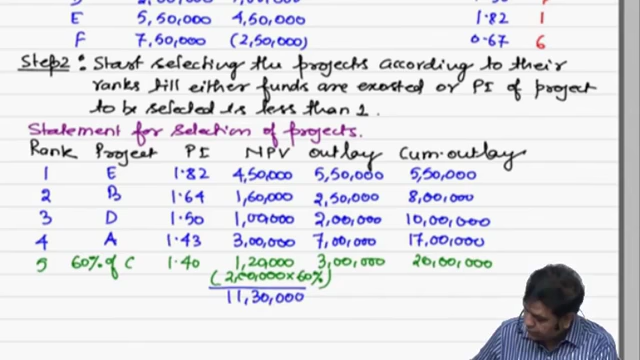 E 5,50,000 4,50,000 1.82 1
F 7,50,000 (2,50,000) 0.67 6
Step2: Start selecting the projects according to their
ranks till either funds are exosted or PI of project
to be selected is less than 1.
Statement for selection of projects.
Rank Project PI NPV outlay Cum.outlay
1 E 1.82 4,50,000 5,50,000 5,50,000
2 B 1.64 1,60,000 2,50,000 8,00,000
3 D 1.50 1,00,000 2,00,000 10,00,000
4 A 1.43 3,00,000 7,00,000 17,00,000
5 60% of C 1.40 1,20,000 3,00,000 20,00,000
(2,00,000×60%)
11,30,000